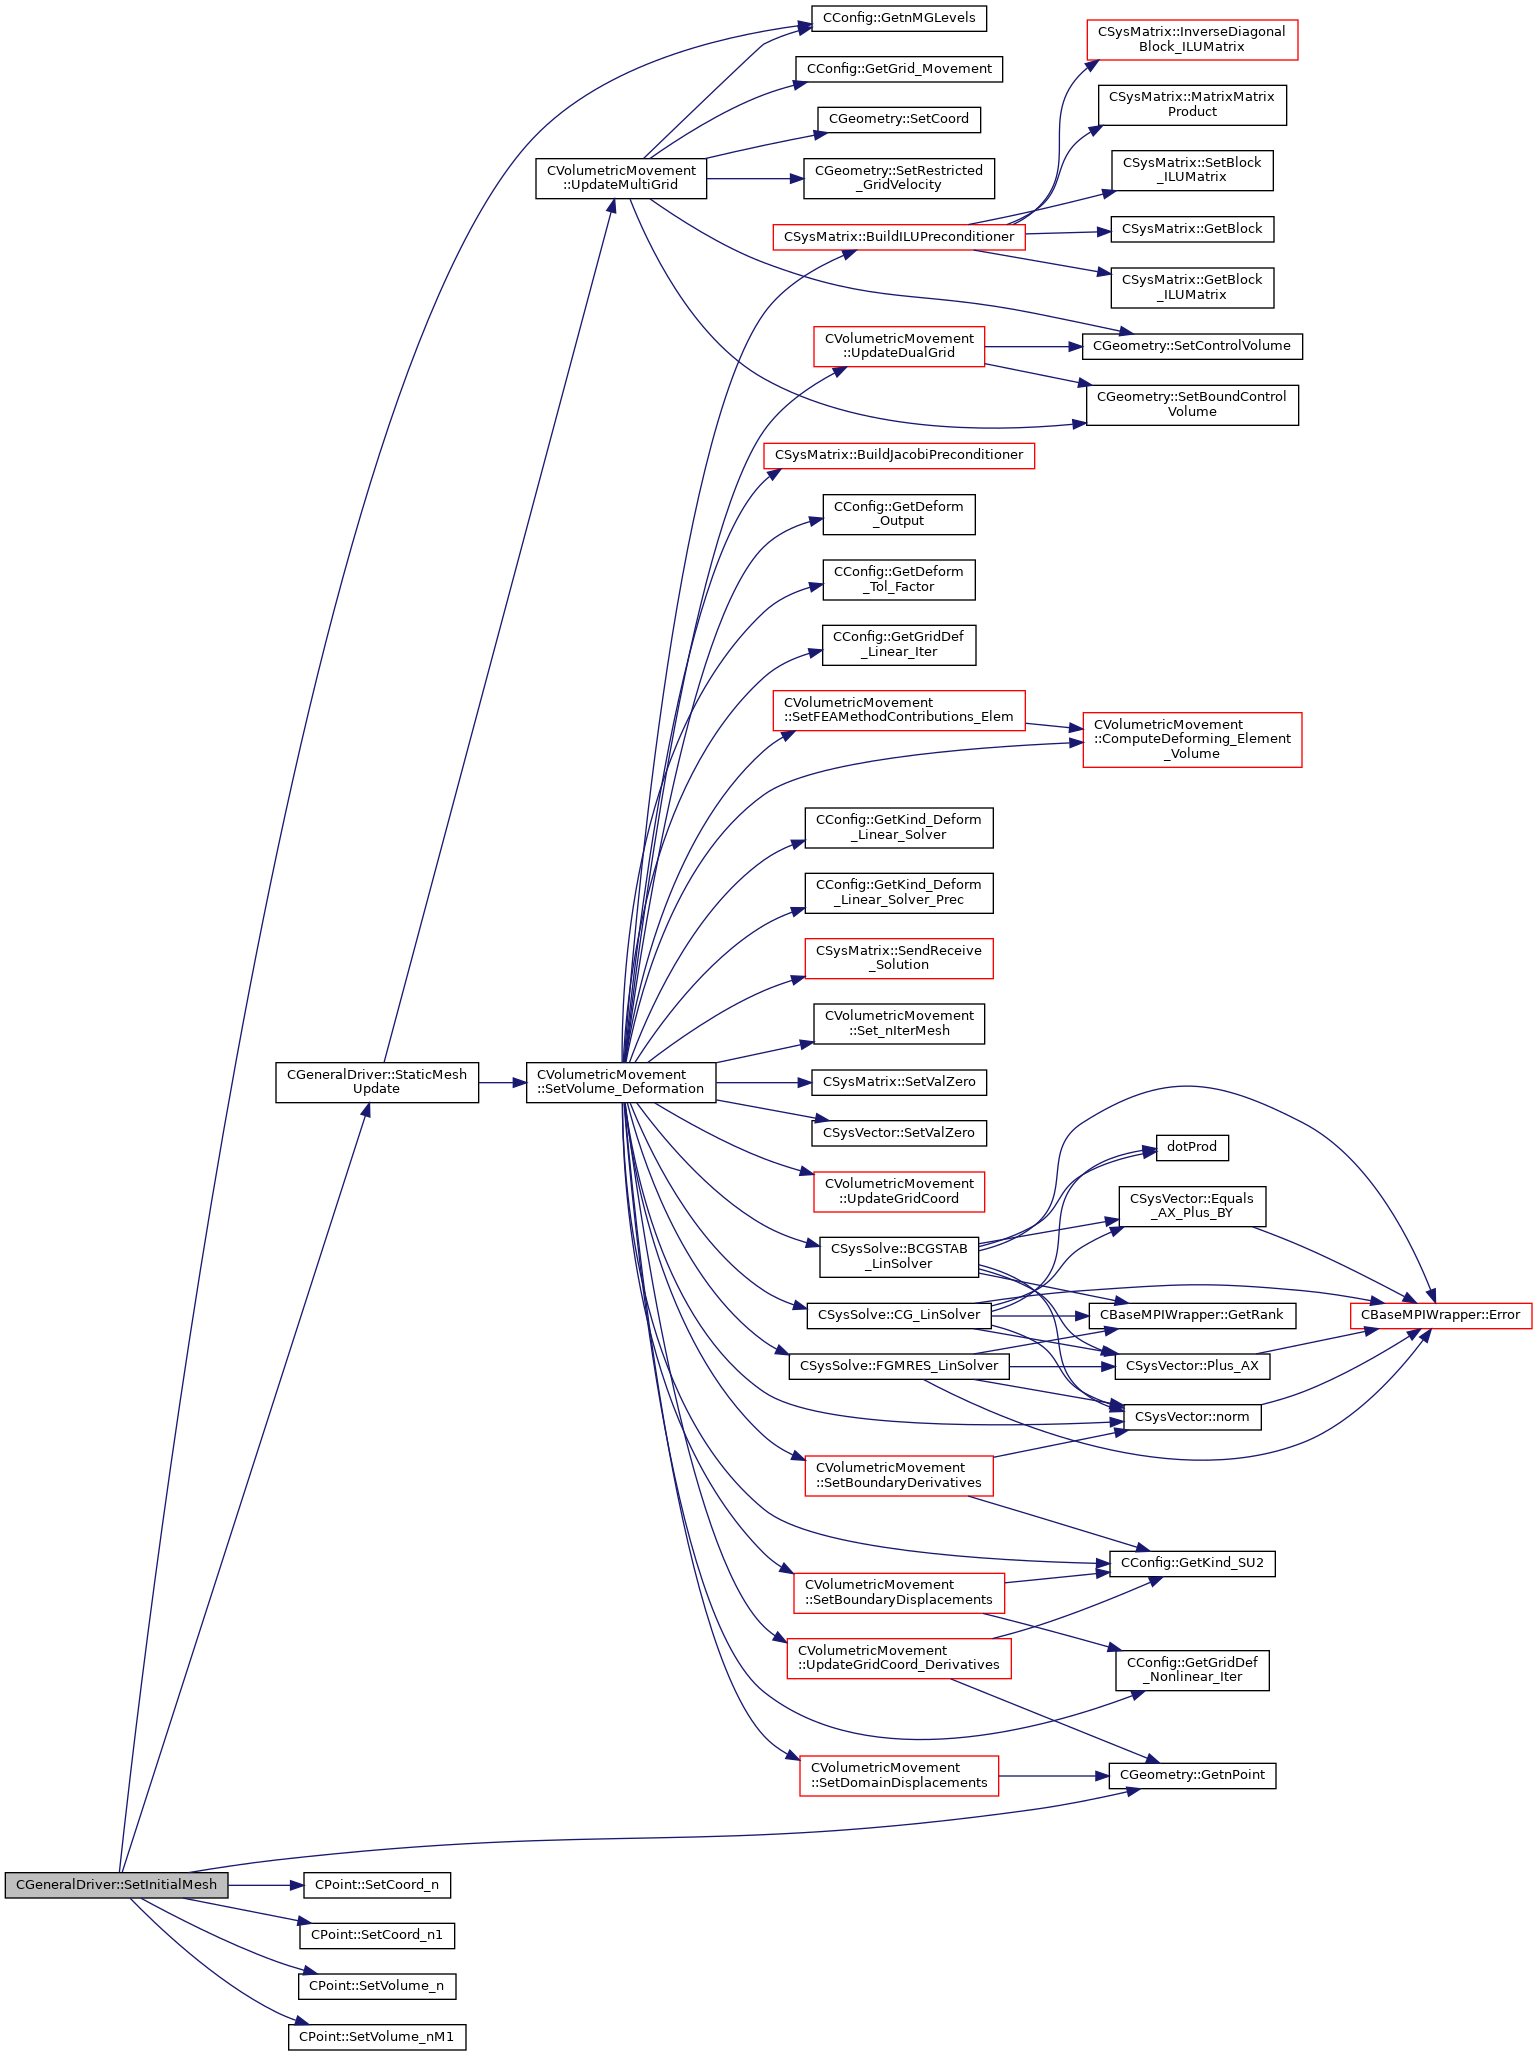 CConfig::GetnMGLevels
CSysMatrix::InverseDiagonal
Block_ILUMatrix
CConfig::GetGrid_Movement
CSysMatrix::MatrixMatrix
Product
CGeometry::SetCoord
CVolumetricMovement
::UpdateMultiGrid
CGeometry::SetRestricted
_GridVelocity
CSysMatrix::SetBlock
_ILUMatrix
CSysMatrix::BuildILUPreconditioner
CSysMatrix::GetBlock
CSysMatrix::GetBlock
_ILUMatrix
CVolumetricMovement
::UpdateDualGrid
CGeometry::SetControlVolume
CGeometry::SetBoundControl
Volume
CSysMatrix::BuildJacobiPreconditioner
CConfig::GetDeform
_Output
CConfig::GetDeform
_Tol_Factor
CConfig::GetGridDef
_Linear_Iter
CVolumetricMovement
::SetFEAMethodContributions_Elem
CVolumetricMovement
::ComputeDeforming_Element
_Volume
CConfig::GetKind_Deform
_Linear_Solver
CConfig::GetKind_Deform
_Linear_Solver_Prec
CSysMatrix::SendReceive
_Solution
CVolumetricMovement
::Set_nIterMesh
CGeneralDriver::StaticMesh
Update
CVolumetricMovement
::SetVolume_Deformation
CSysMatrix::SetValZero
CSysVector::SetValZero
dotProd
CVolumetricMovement
::UpdateGridCoord
CSysVector::Equals
_AX_Plus_BY
CSysSolve::BCGSTAB
_LinSolver
CSysSolve::CG_LinSolver
CBaseMPIWrapper::GetRank
CBaseMPIWrapper::Error
CSysSolve::FGMRES_LinSolver
CSysVector::Plus_AX
CSysVector::norm
CVolumetricMovement
::SetBoundaryDerivatives
CConfig::GetKind_SU2
CVolumetricMovement
::SetBoundaryDisplacements
CVolumetricMovement
::UpdateGridCoord_Derivatives
CConfig::GetGridDef
_Nonlinear_Iter
CVolumetricMovement
::SetDomainDisplacements
CGeometry::GetnPoint
CGeneralDriver::SetInitialMesh
CPoint::SetCoord_n
CPoint::SetCoord_n1
CPoint::SetVolume_n
CPoint::SetVolume_nM1